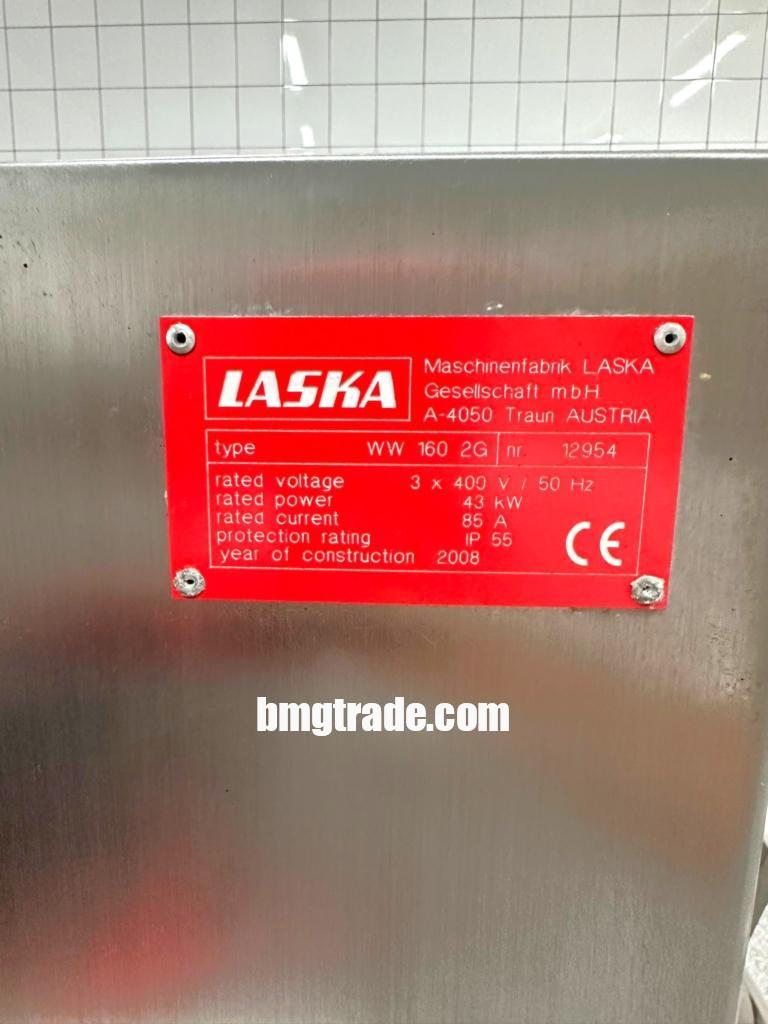 LASKA
Maschinenfabrik LASKA
Gesellschaft m.b.H
A-4050 Traun AUSTRIA
type WW 160 2G nr. 12954
rated voltage 3 x 400 V / 50 Hz
rated power 43 kW
rated current 85 A
protection rating IP 55
year of construction 2008
CE
bmgtrade.com